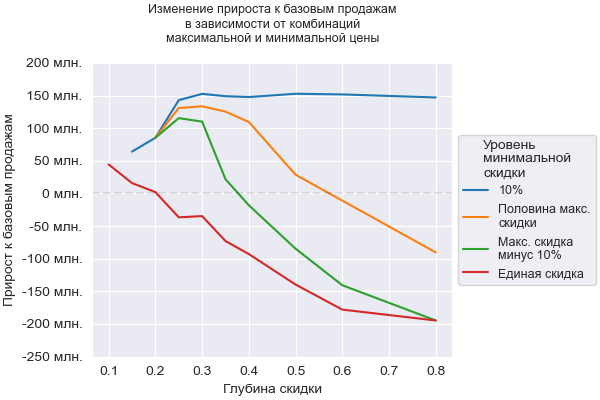 Изменение прироста к базовым продажам
в зависимости от комбинаций
максимальной и минимальной цены
Прирост к базовым продажам
200 млн.
150 млн.
100 млн.
50 млн.
0 млн.
-50 млн.
-100 млн.
-150 млн.
-200 млн.
-250 млн.
0.1 0.2 0.3 0.4 0.5 0.6 0.7 0.8
Глубина скидки
Уровень
минимальной
скидки
10%
Половина макс.
скидки
Макс. скидка
минус 10%
Единая скидка